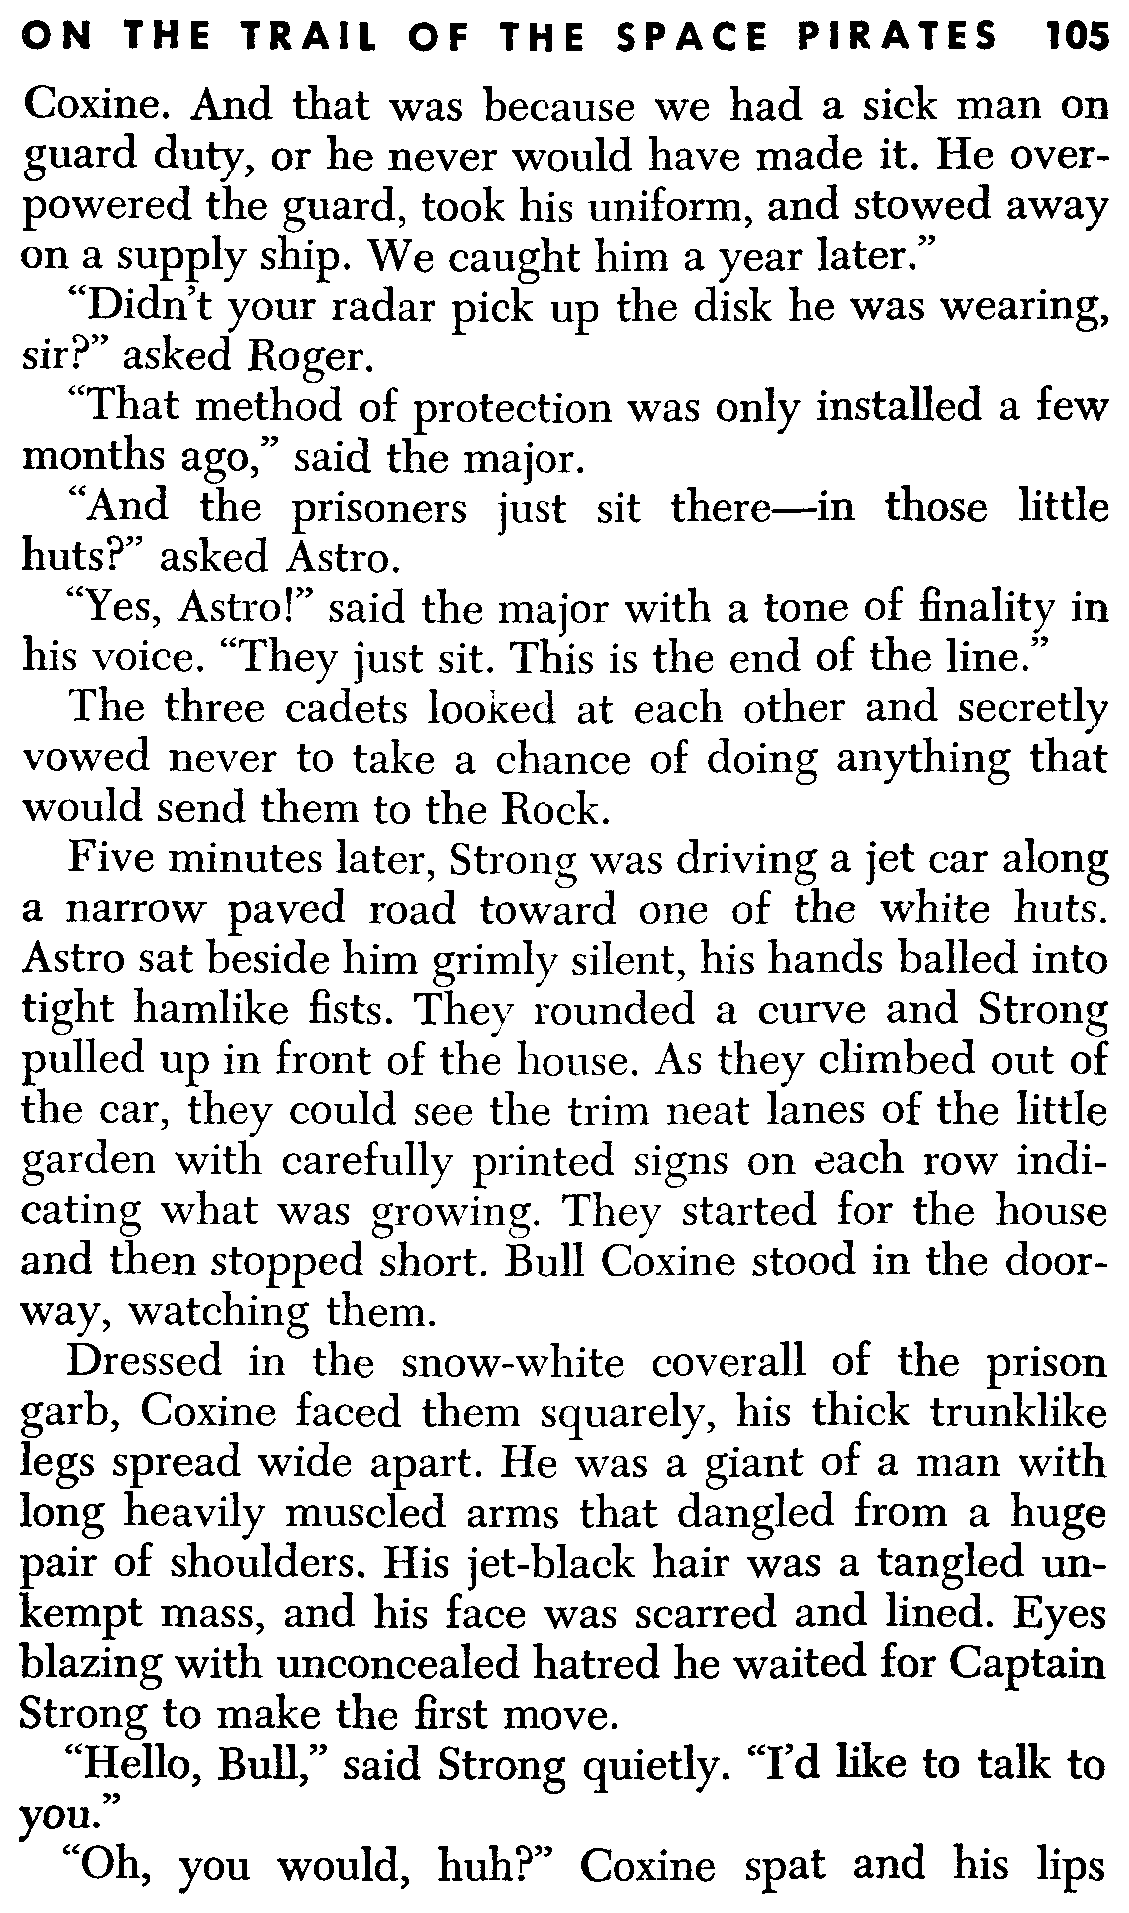 ON THE TRAIL OF THE SPACE PIRATES 105
Coxine. And that was because we had a sick man on
guard duty, or he never would have made it. He over-
powered the guard, took his uniform, and stowed away
on a supply ship. We caught him a year later.”
“Didn’t your radar pick up the disk he was wearing,
sir?” asked Roger.
“That method of protection was only installed a few
months ago,” said the major.
“And the prisoners just sit there—in those little
huts?” asked Astro.
“Yes, Astro!” said the major with a tone of finality in
his voice. “They just sit. This is the end of the line.”
The three cadets looked at each other and secretly
vowed never to take a chance of doing anything that
would send them to the Rock.
Five minutes later, Strong was driving a jet car along
a narrow paved road toward one of the white huts.
Astro sat beside him grimly silent, his hands balled into
tight hamlike fists. They rounded a curve and Strong
pulled up in front of the house. As they climbed out of
the car, they could see the trim neat lanes of the little
garden with carefully printed signs on each row indi-
cating what was growing. They started for the house
and then stopped short. Bull Coxine stood in the door-
way, watching them.
Dressed in the snow-white coverall of the prison
garb, Coxine faced them squarely, his thick trunklike
legs spread wide apart. He was a giant of a man with
long heavily muscled arms that dangled from a huge
pair of shoulders. His jet-black hair was a tangled un-
kempt mass, and his face was scarred and lined. Eyes
blazing with unconcealed hatred he waited for Captain
Strong to make the first move.
“Hello, Bull,” said Strong quietly. “I’d like to talk to
you.”
“Oh, you would, huh?” Coxine spat and his lips